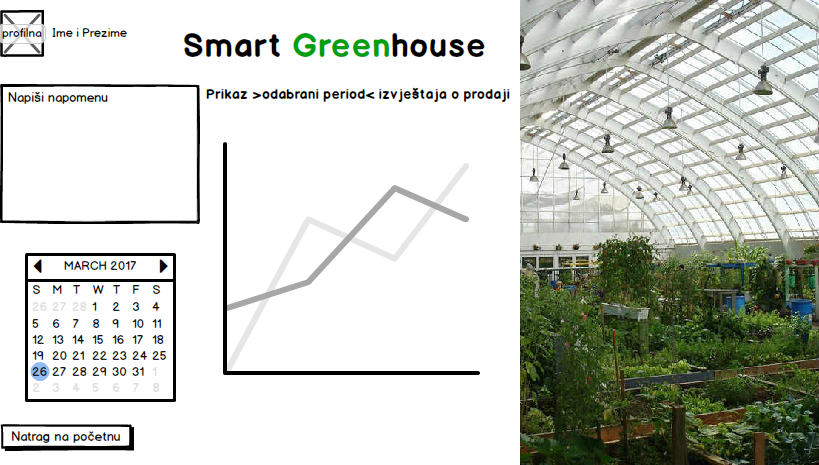 profilna
Ime i Prezime
Smart Greenhouse
Napiši napomenu
Prikaz >odabrani period< izvještaja o prodaji
MARCH 2017
S M T W T F S
26 27 28 1 2 3 4
5 6 7 8 9 10 11
12 13 14 15 16 17 18
19 20 21 22 23 24 25
26 27 28 29 30 31 1
2 3 4 5 6 7 8
Natrag na početnu